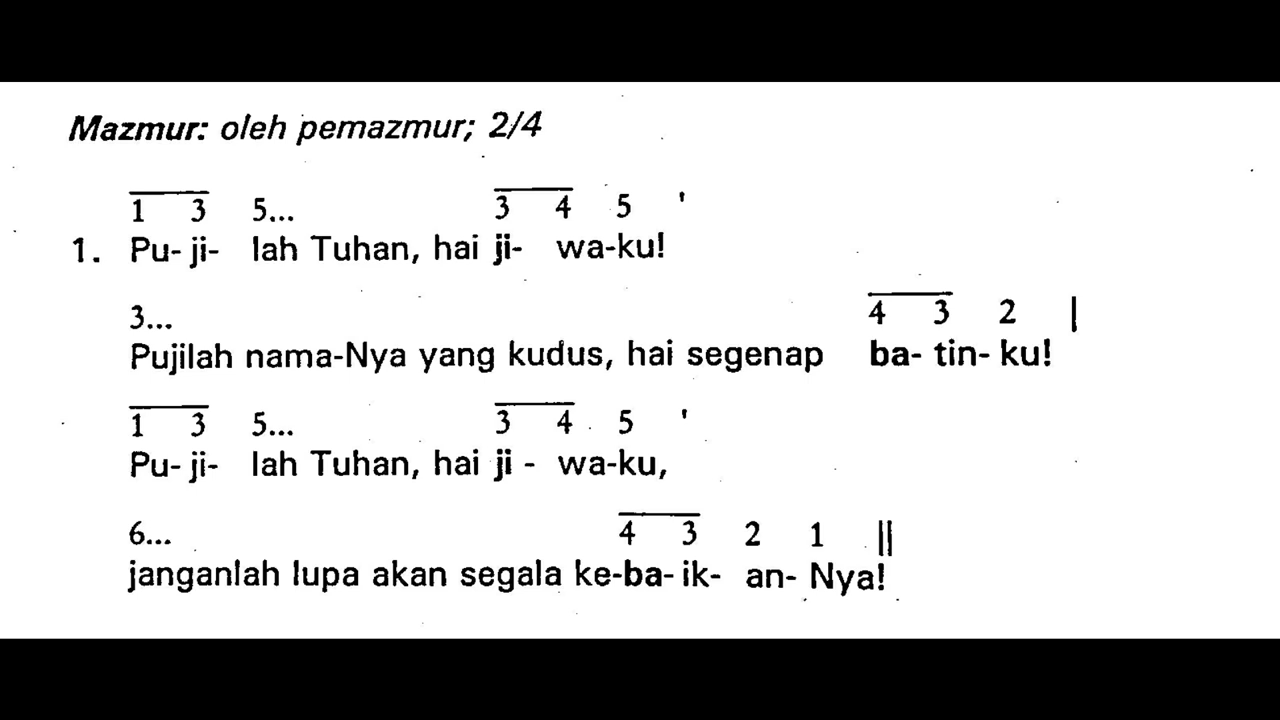 Mazmur: oleh pemazmur; 2/4
1 3 5... 3 4 5 '
1. Pu- ji- lah Tuhan, hai ji- wa-ku!
3... 4 3 2 |
Pujilah nama-Nya yang kudus, hai segenap ba- tin- ku!
1 3 5... 3 4 5 '
Pu- ji- lah Tuhan, hai ji - wa-ku,
6... 4 3 2 1 ||
janganlah lupa akan segala ke-ba- ik- an- Nya!